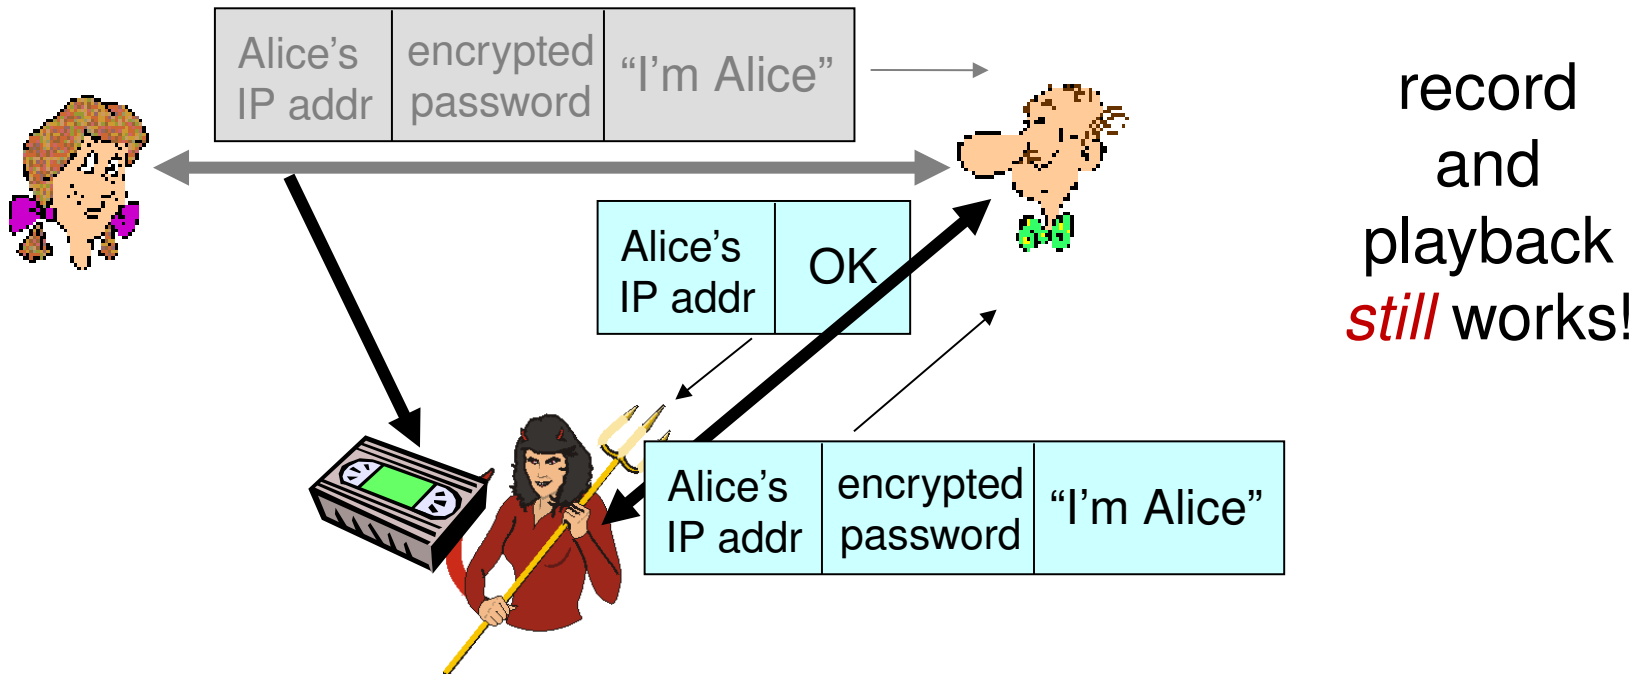 Alice’s
IP addr
encrypted
password
“I’m Alice”
record
and
playback
still works!
Alice’s
IP addr
OK
Alice’s
IP addr
encrypted
password
“I’m Alice”